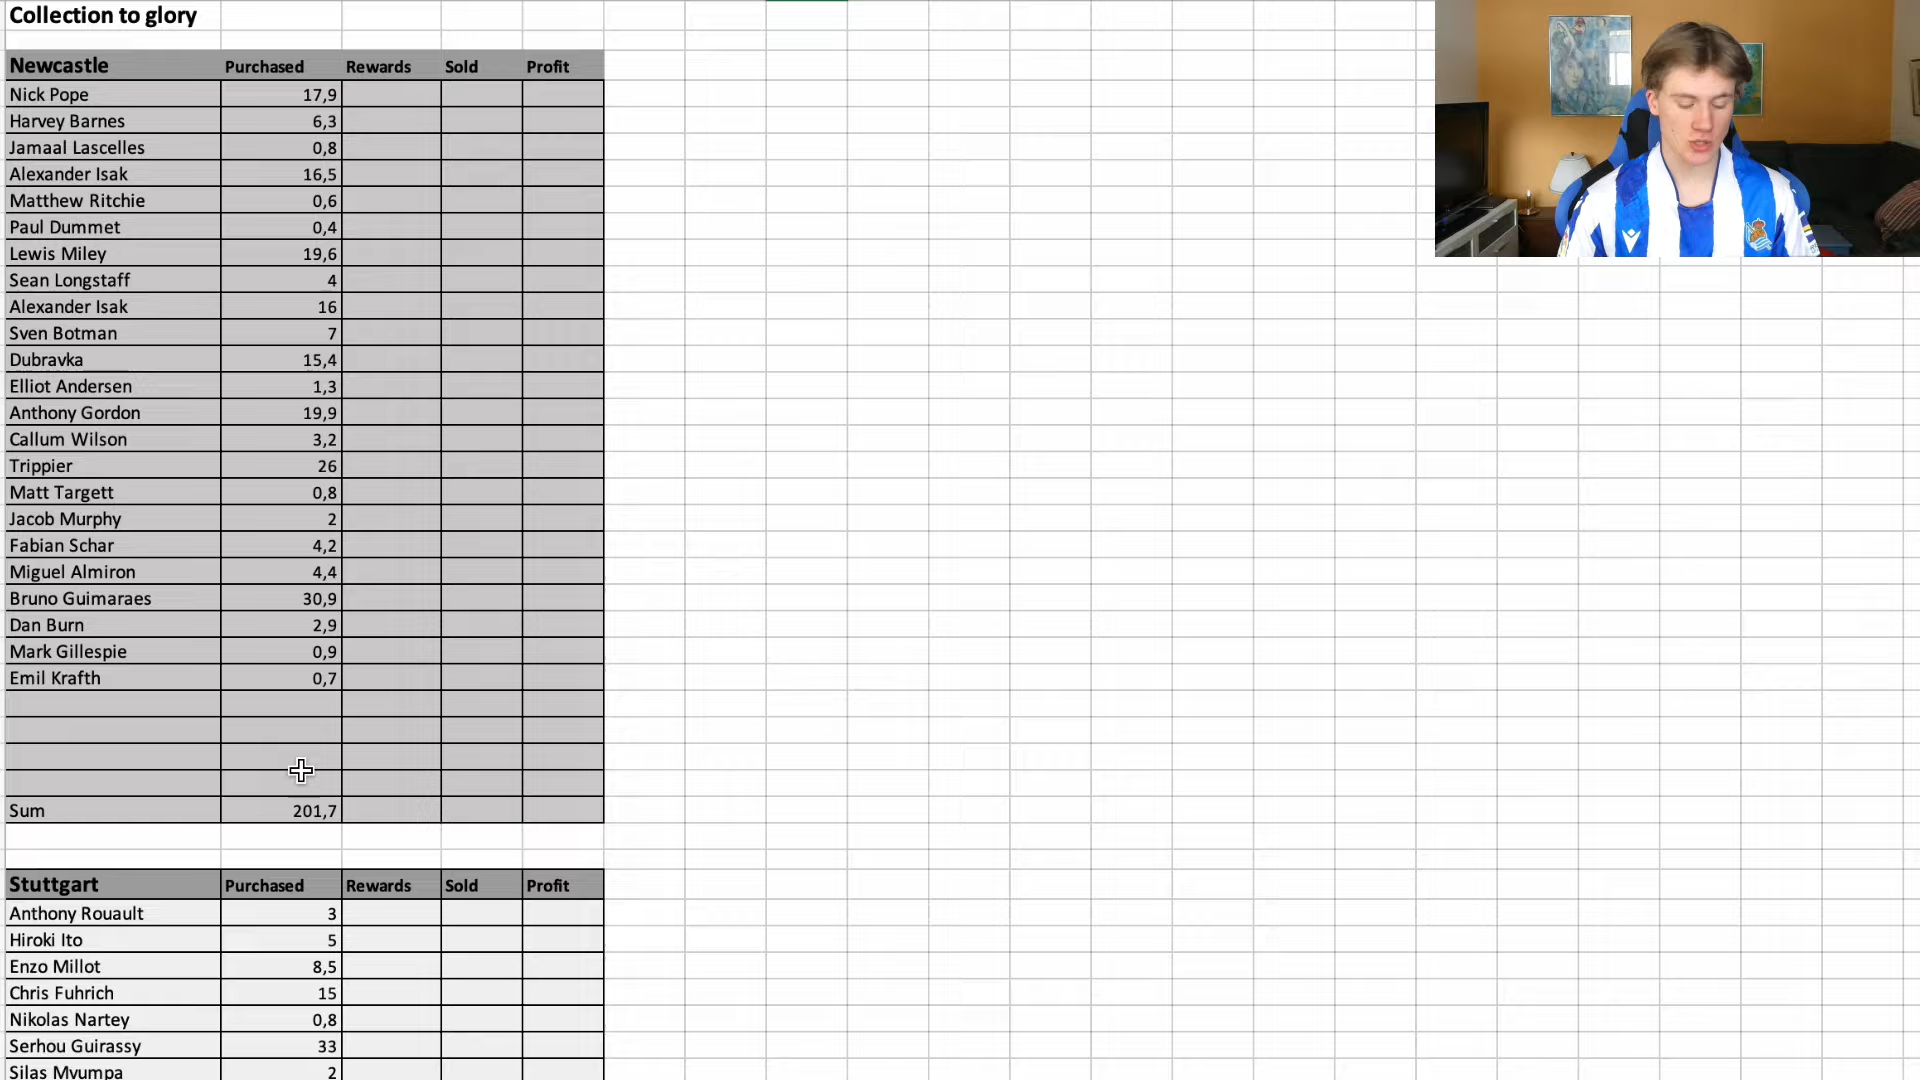 Collection to glory
Newcastle Purchased Rewards Sold Profit
Nick Pope 17,9
Harvey Barnes 6,3
Jamaal Lascelles 0,8
Alexander Isak 16,5
Matthew Ritchie 0,6
Paul Dummet 0,4
Lewis Miley 19,6
Sean Longstaff 4
Alexander Isak 16
Sven Botman 7
Dubravka 15,4
Elliot Andersen 1,3
Anthony Gordon 19,9
Callum Wilson 3,2
Trippier 26
Matt Targett 0,8
Jacob Murphy 2
Fabian Schar 4,2
Miguel Almiron 4,4
Bruno Guimaraes 30,9
Dan Burn 2,9
Mark Gillespie 0,9
Emil Krafth 0,7
Sum 201,7
Stuttgart Purchased Rewards Sold Profit
Anthony Rouault 3
Hiroki Ito 5
Enzo Millot 8,5
Chris Fuhrich 15
Nikolas Nartey 0,8
Serhou Guirassy 33
Silas Mvumpa 2